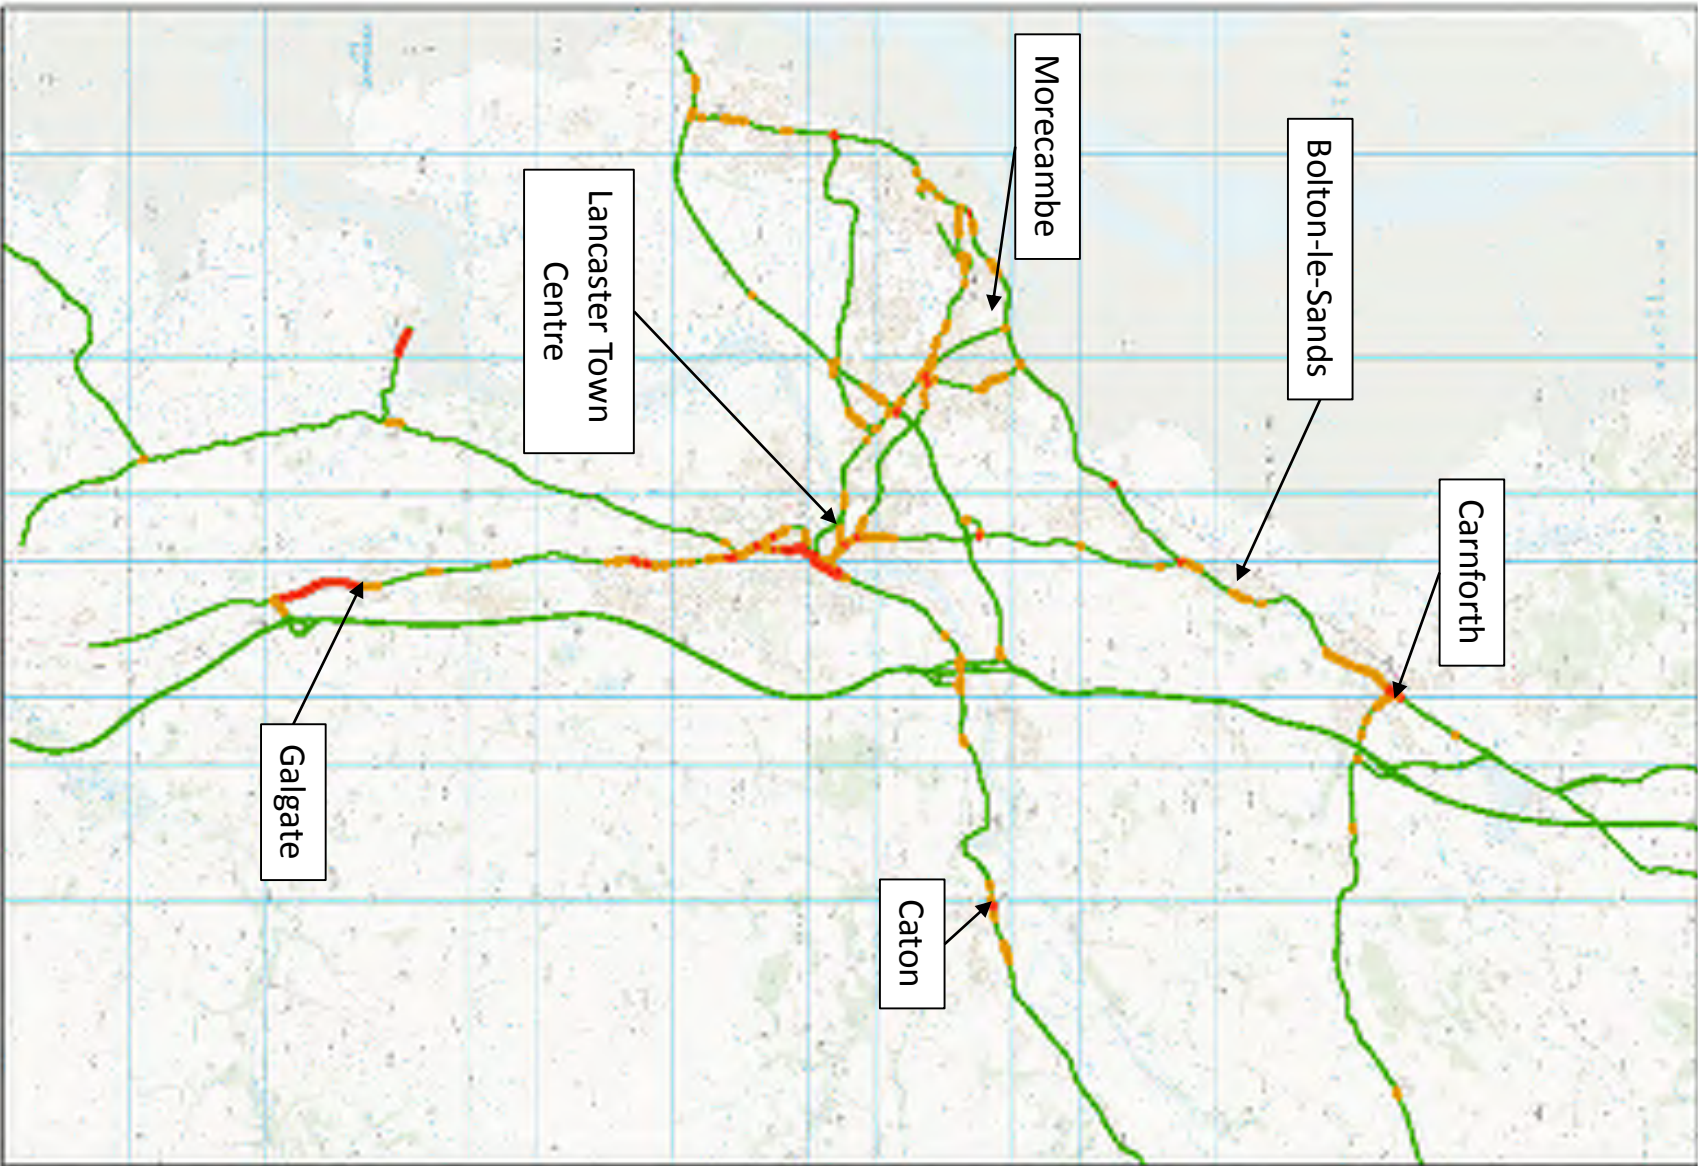 Carnforth
Bolton-le-Sands
Morecambe
Caton
Lancaster Town
Centre
Galgate